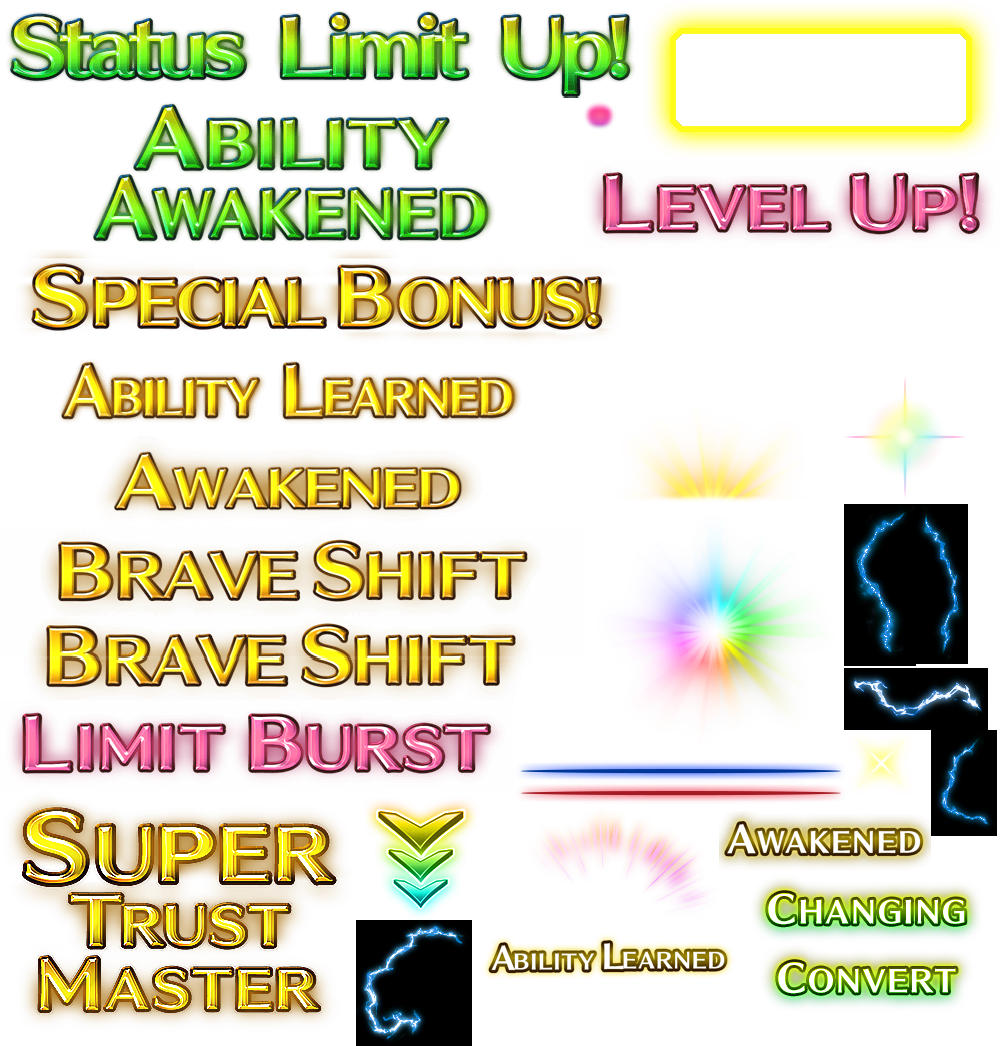 Status Limit Up!
ABILITY
AWAKENED
LEVEL UP!
SPECIAL BONUS!
ABILITY LEARNED
AWAKENED
BRAVE SHIFT
BRAVE SHIFT
LIMIT BURST
SUPER
TRUST
MASTER
AWAKENED
CHANGING
ABILITY LEARNED
CONVERT